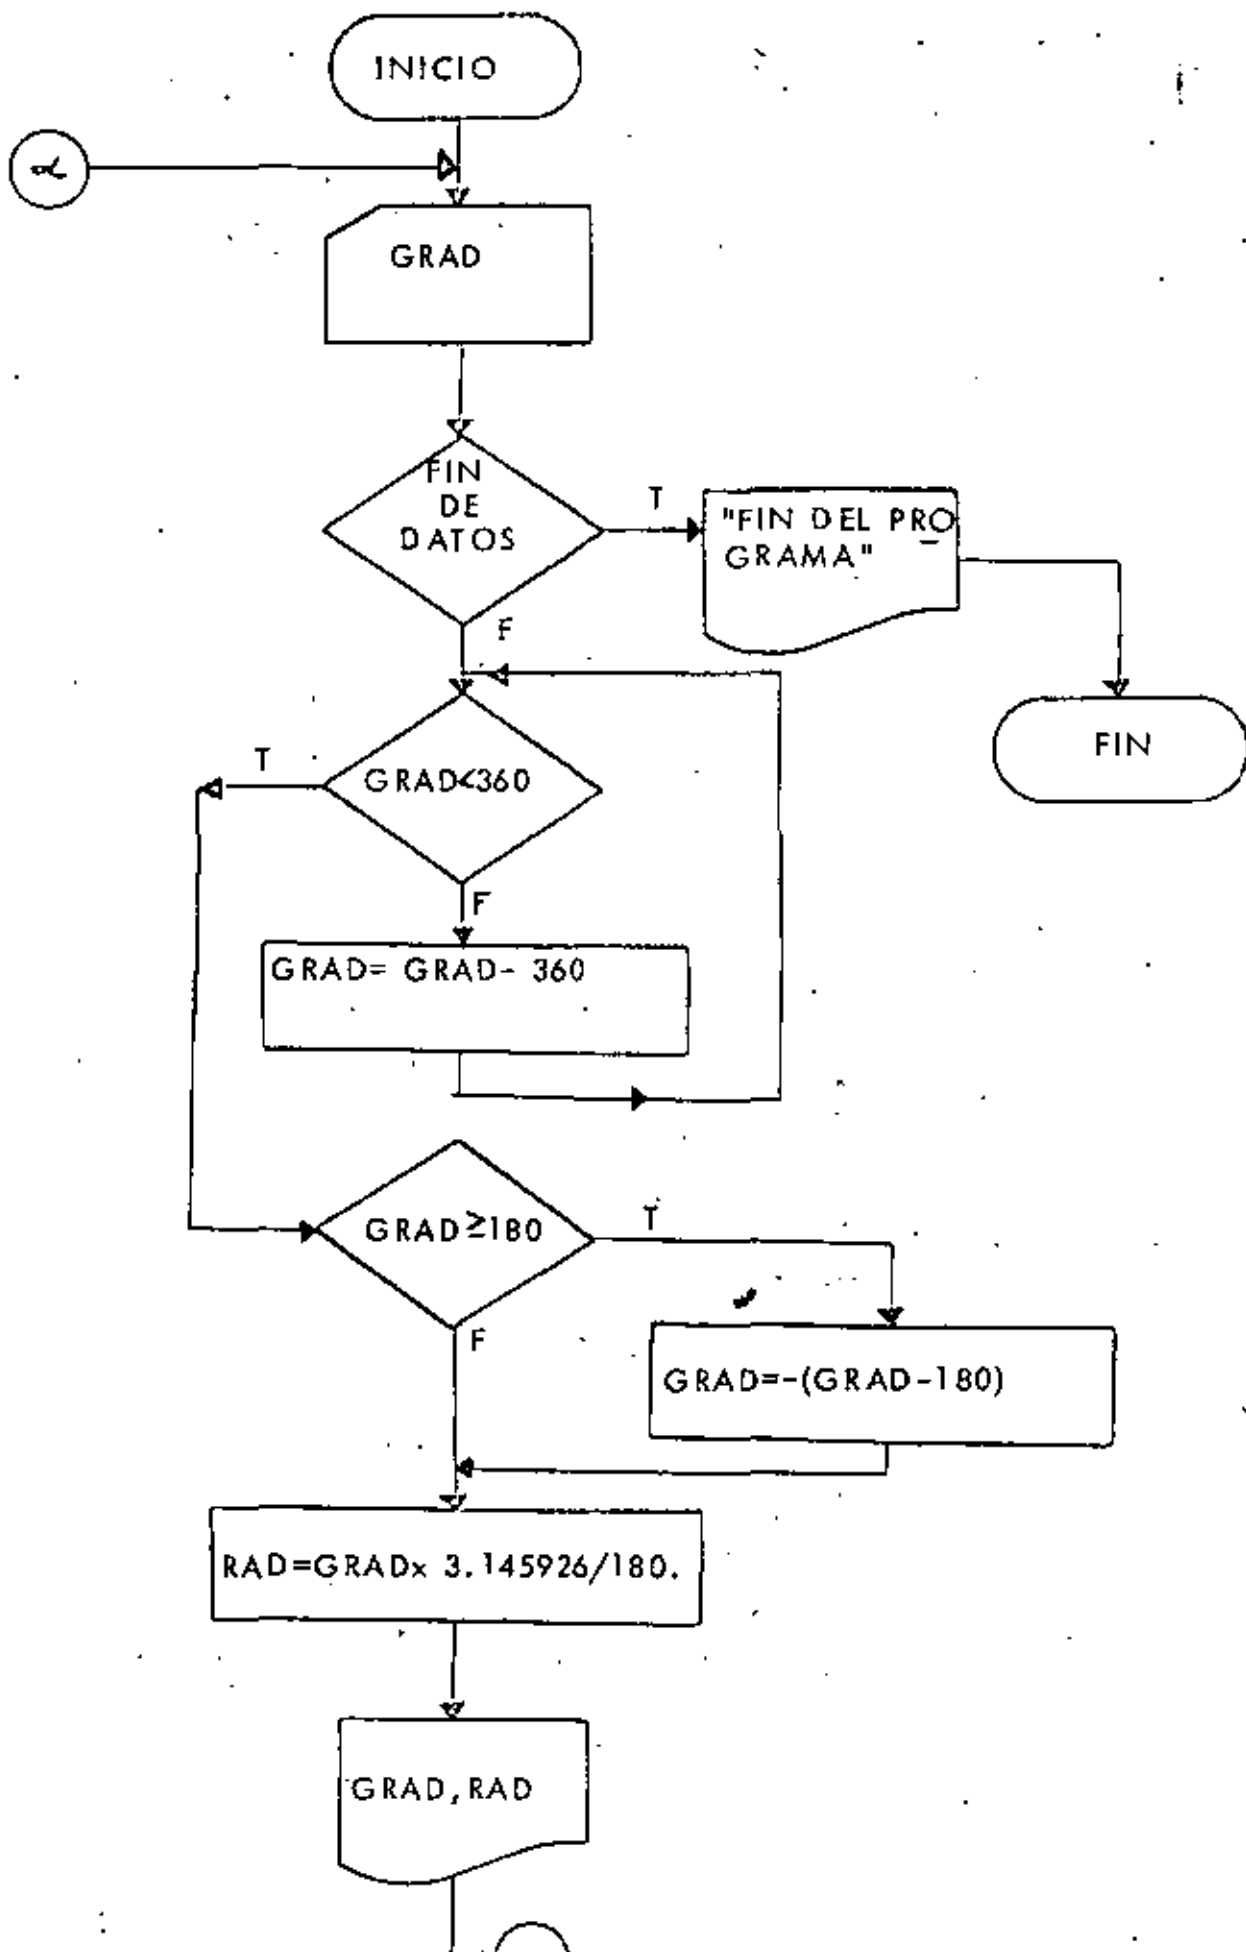 INICIO
α
GRAD
FIN
DE
DATOS
T
"FIN DEL PRO
GRAMA"
F
FIN
T
GRAD<360
F
GRAD= GRAD- 360
GRAD≥180
T
F
GRAD=-(GRAD-180)
RAD=GRADx 3.145926/180.
GRAD,RAD